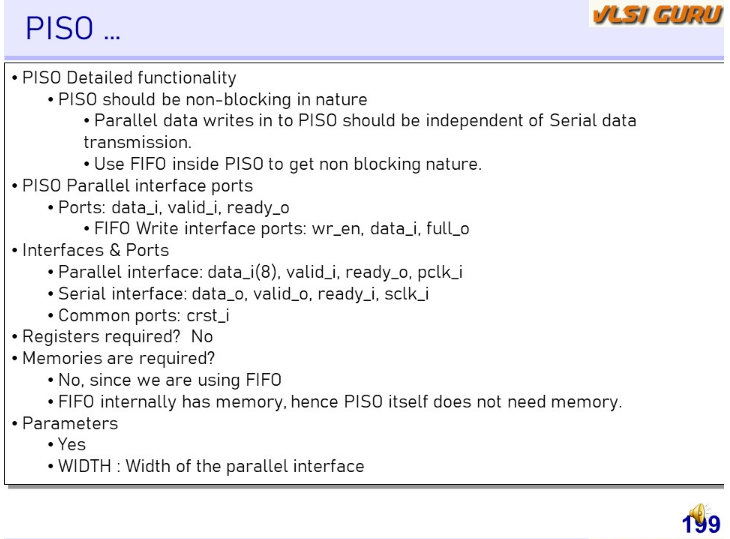 PISO ...
VLSI GURU
• PISO Detailed functionality
• PISO should be non-blocking in nature
• Parallel data writes in to PISO should be independent of Serial data
transmission.
• Use FIFO inside PISO to get non blocking nature.
• PISO Parallel interface ports
• Ports: data_i, valid_i, ready_o
• FIFO Write interface ports: wr_en, data_i, full_o
• Interfaces & Ports
• Parallel interface: data_i(8), valid_i, ready_o, pclk_i
• Serial interface: data_o, valid_o, ready_i, sclk_i
• Common ports: crst_i
• Registers required? No
• Memories are required?
• No, since we are using FIFO
• FIFO internally has memory, hence PISO itself does not need memory.
• Parameters
• Yes
• WIDTH : Width of the parallel interface
199